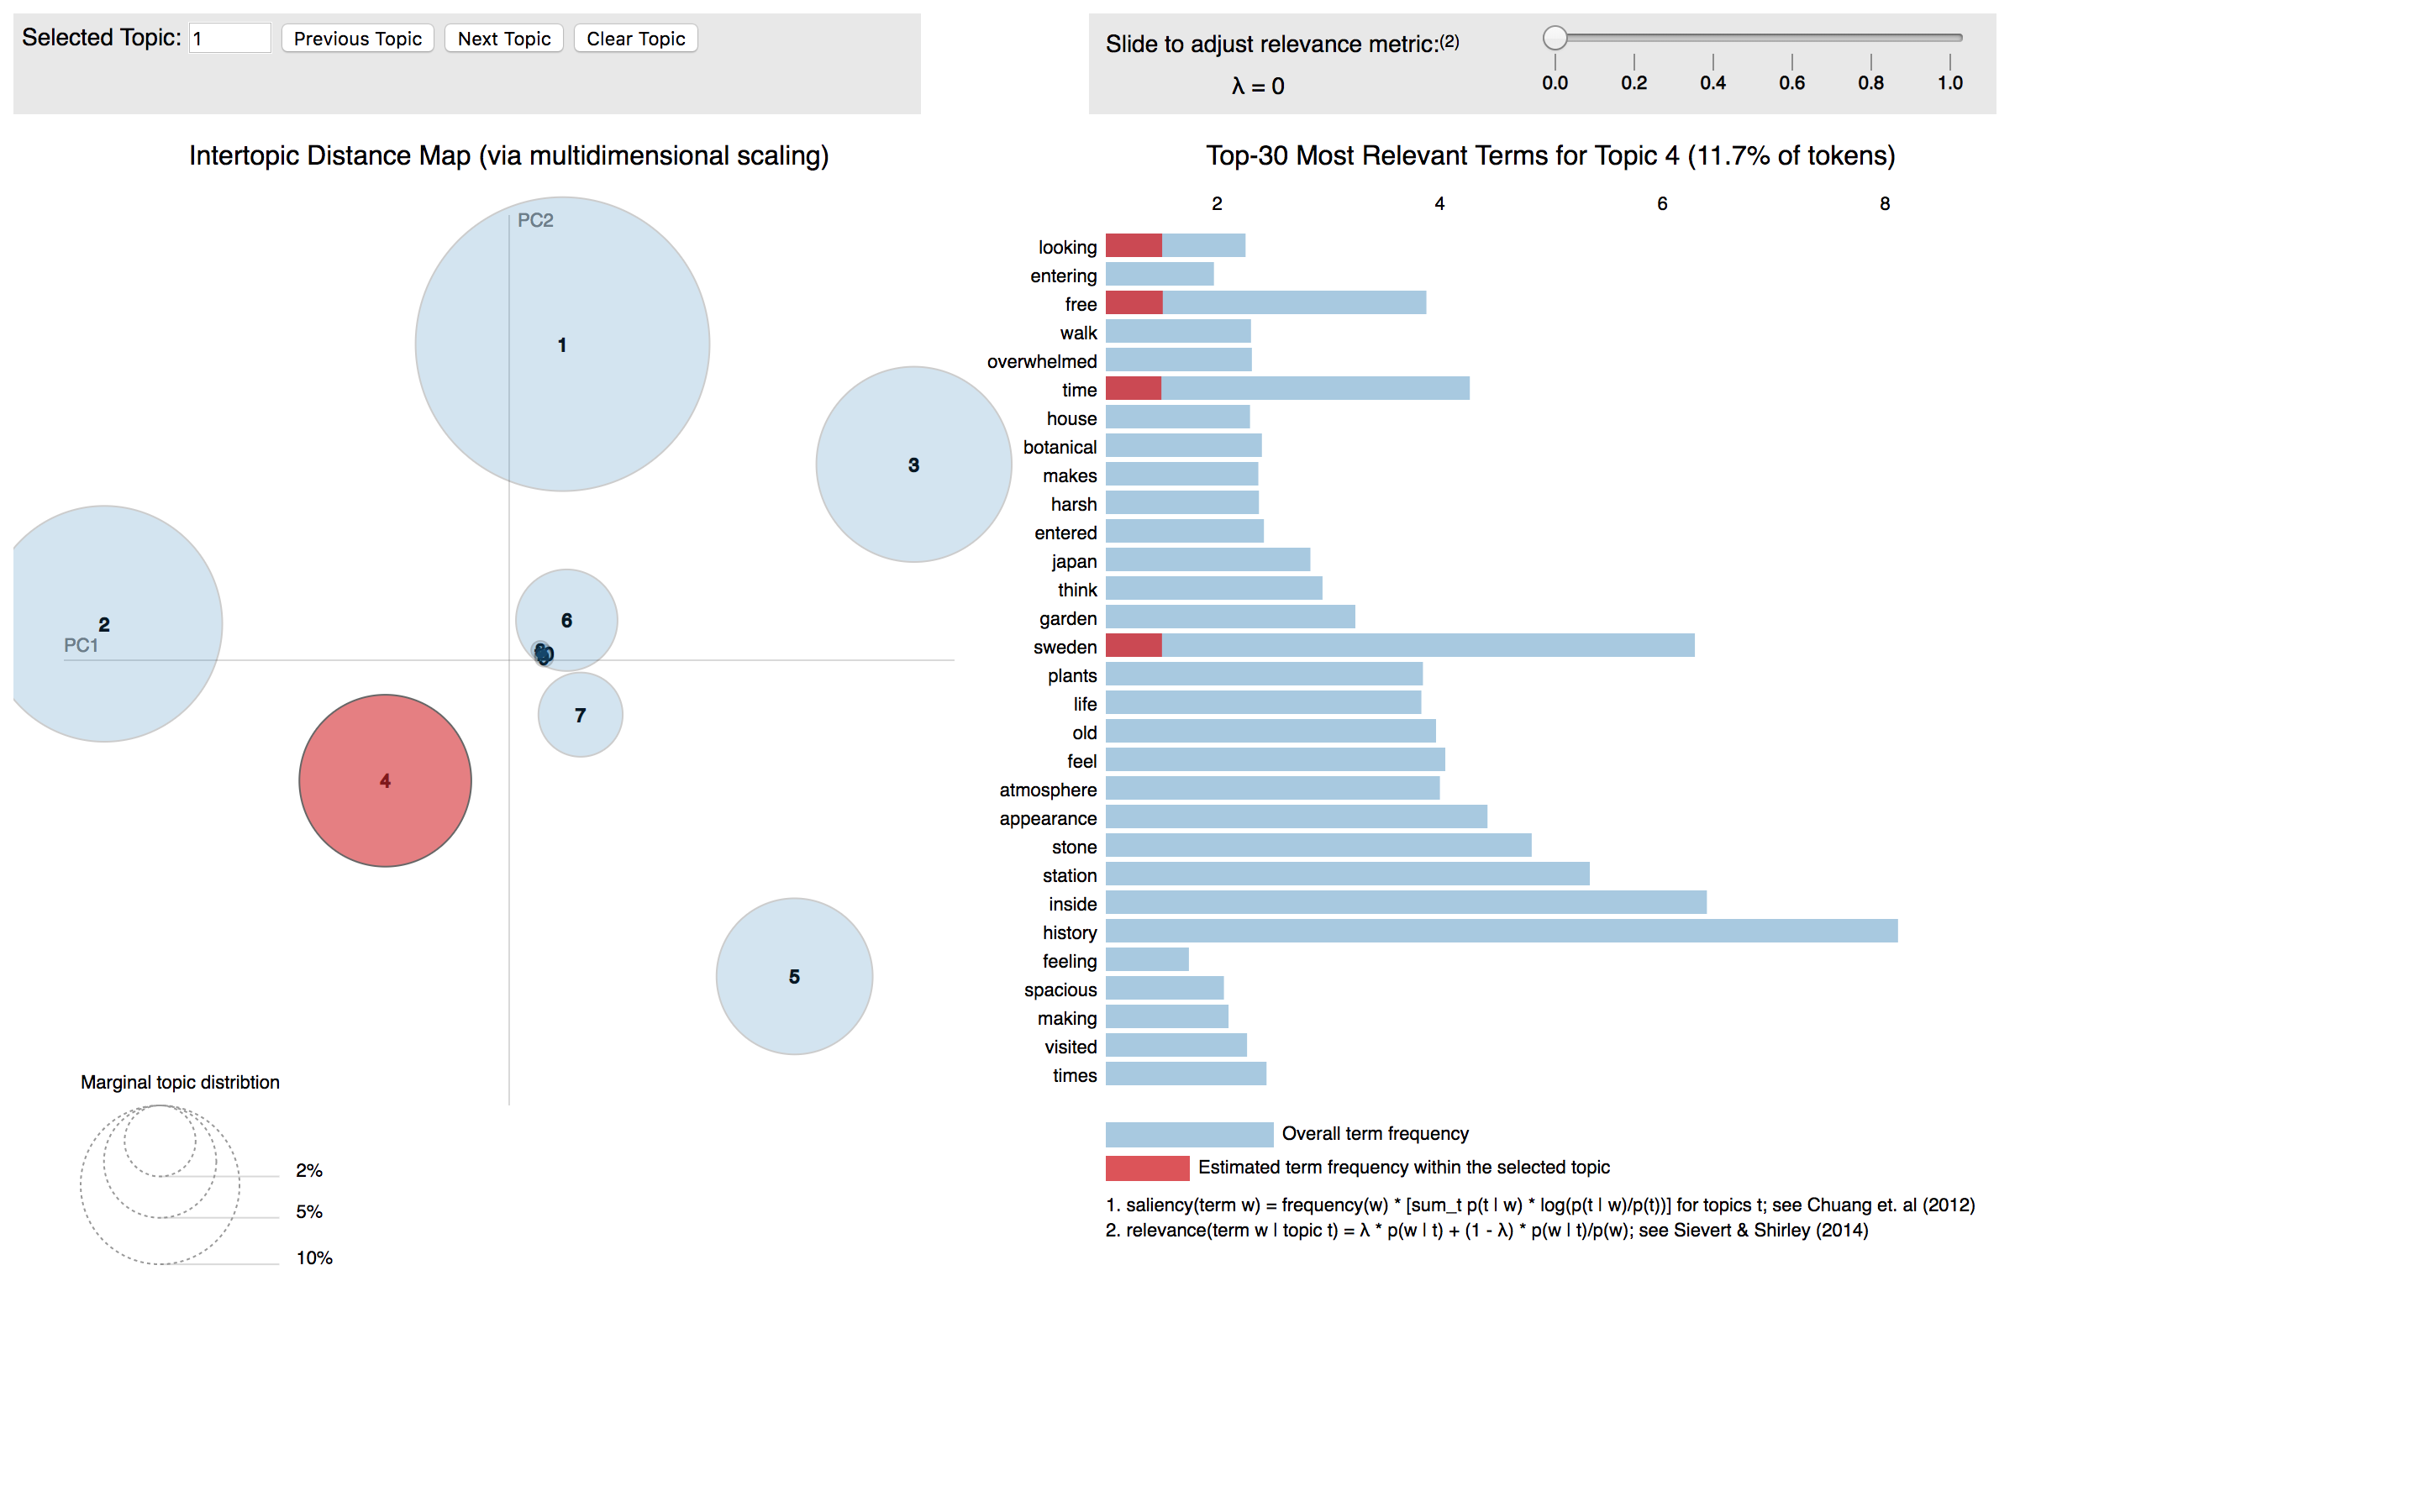 Selected Topic: 1 Previous Topic Next Topic Clear Topic
Slide to adjust relevance metric:(2)
λ = 0
0.0 0.2 0.4 0.6 0.8 1.0
Intertopic Distance Map (via multidimensional scaling)
PC2
1
3
2
PC1
6
7
4
5
Marginal topic distribtion
2%
5%
10%
Top-30 Most Relevant Terms for Topic 4 (11.7% of tokens)
2 4 6 8
looking
entering
free
walk
overwhelmed
time
house
botanical
makes
harsh
entered
japan
think
garden
sweden
plants
life
old
feel
atmosphere
appearance
stone
station
inside
history
feeling
spacious
making
visited
times
Overall term frequency
Estimated term frequency within the selected topic
1. saliency(term w) = frequency(w) * [sum_t p(t | w) * log(p(t | w)/p(t))] for topics t; see Chuang et. al (2012)
2. relevance(term w | topic t) = λ * p(w | t) + (1 - λ) * p(w | t)/p(w); see Sievert & Shirley (2014)